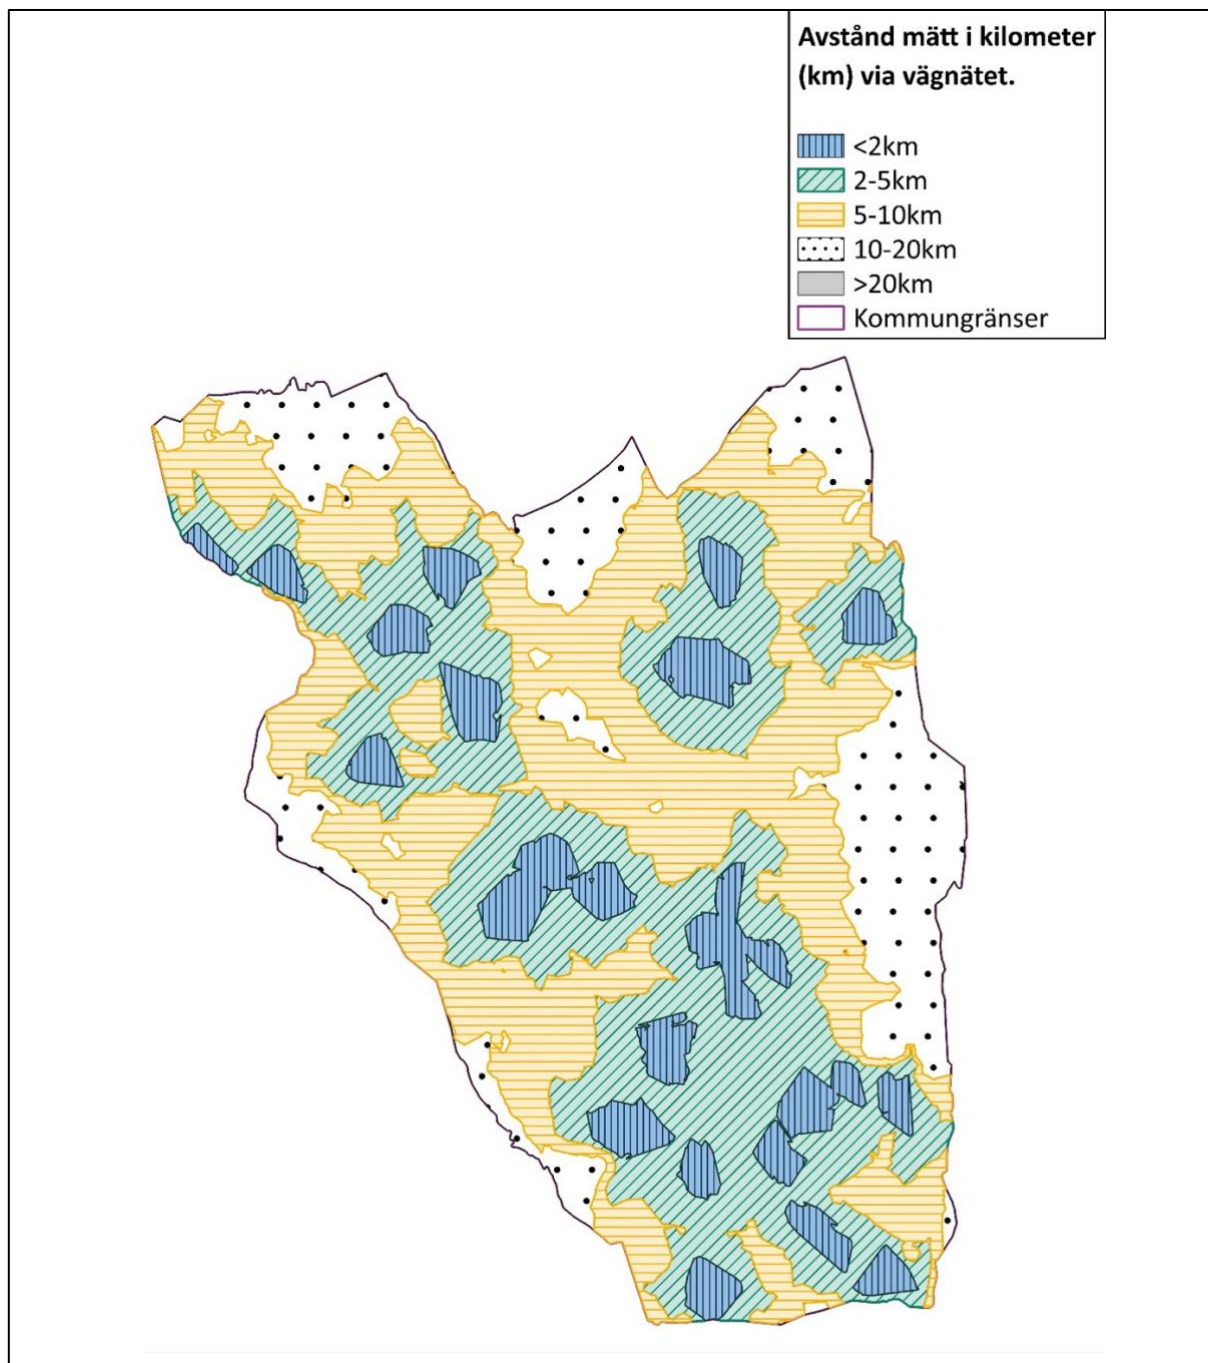 Avstånd mätt i kilometer
(km) via vägnätet.
<2km
2-5km
5-10km
10-20km
>20km
Kommungränser